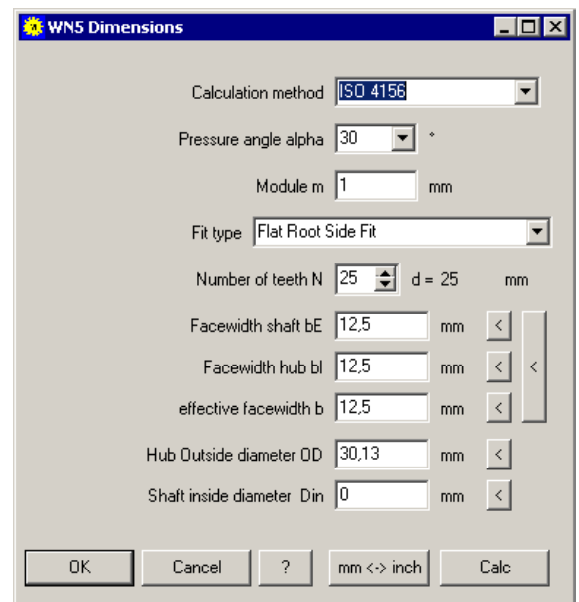 WN5 Dimensions
Calculation method ISO 4156
Pressure angle alpha 30 °
Module m 1 mm
Fit type Flat Root Side Fit
Number of teeth N 25 d = 25 mm
Facewidth shaft bE 12,5 mm <
Facewidth hub bI 12,5 mm < <
effective facewidth b 12,5 mm <
Hub Outside diameter OD 30,13 mm <
Shaft inside diameter Din 0 mm <
OK Cancel ? mm <-> inch Calc